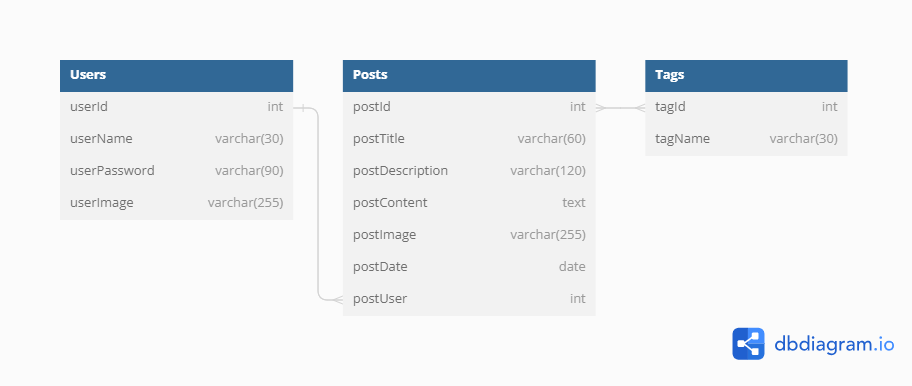 Users
userId int
userName varchar(30)
userPassword varchar(90)
userImage varchar(255)
Posts
postId int
postTitle varchar(60)
postDescription varchar(120)
postContent text
postImage varchar(255)
postDate date
postUser int
Tags
tagId int
tagName varchar(30)
dbdiagram.io